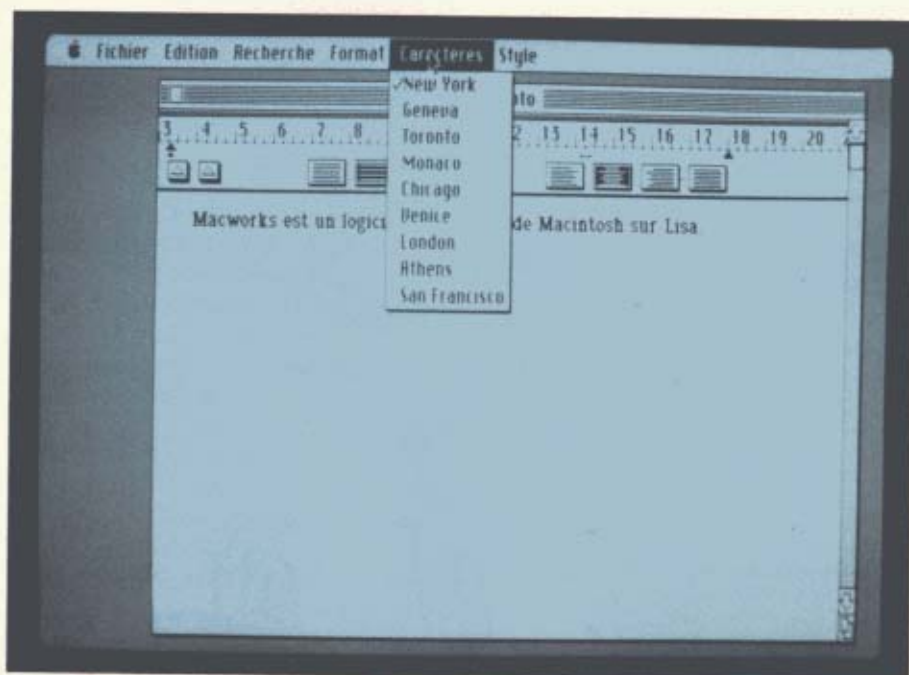 Fichier Edition Recherche Format Caractères Style
✓New York
Geneva
Toronto
Monaco
Chicago
Venice
London
Athens
San Francisco
3 4 5 6 7 8 2 13 14 15 16 17 18 19 20
Macworks est un de Macintosh sur Lisa